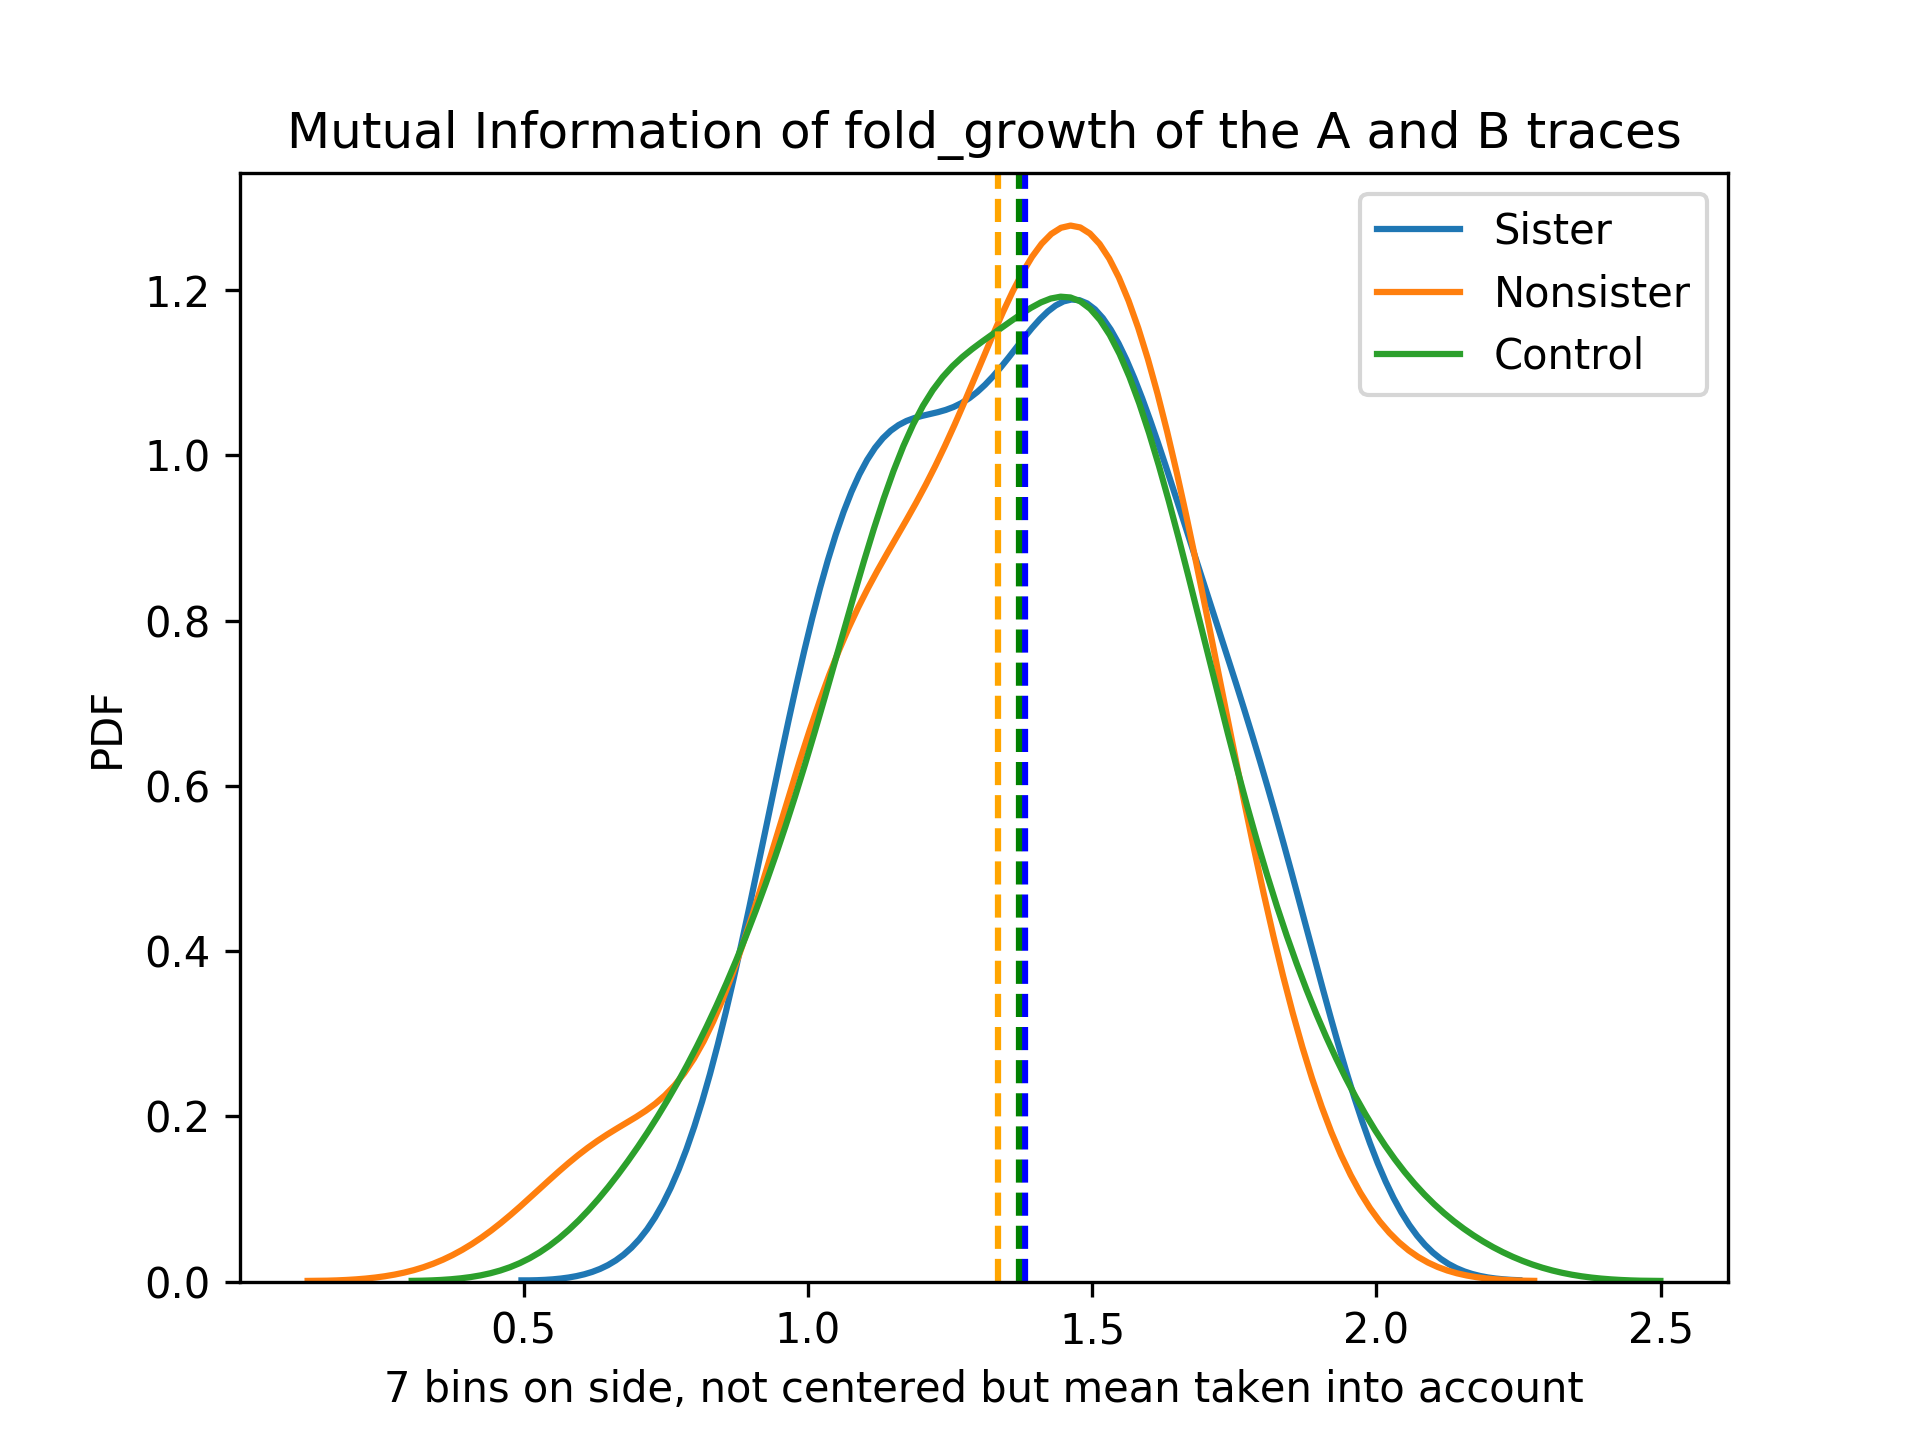 Mutual Information of fold_growth of the A and B traces
Sister
Nonsister
Control
PDF
1.2
1.0
0.8
0.6
0.4
0.2
0.0
0.5 1.0 1.5 2.0 2.5
7 bins on side, not centered but mean taken into account